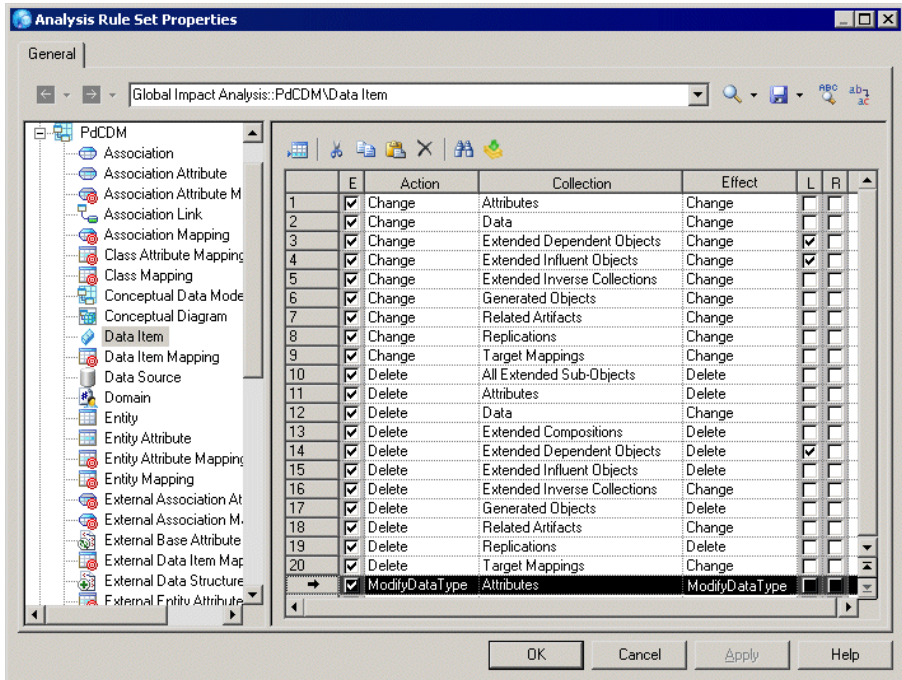 Analysis Rule Set Properties
General
Global Impact Analysis::PdCDM\Data Item
ABC
ab
ac
PdCDM
Association
Association Attribute
Association Attribute M
Association Link
Association Mapping
Class Attribute Mapping
Class Mapping
Conceptual Data Mode
Conceptual Diagram
Data Item
Data Item Mapping
Data Source
Domain
Entity
Entity Attribute
Entity Attribute Mapping
Entity Mapping
External Association At
External Association M
External Base Attribute
External Data Item Map
External Data Structure
External Entity Attribute
E Action Collection Effect L R
1 Change Attributes Change
2 Change Data Change
3 Change Extended Dependent Objects Change
4 Change Extended Influent Objects Change
5 Change Extended Inverse Collections Change
6 Change Generated Objects Change
7 Change Related Artifacts Change
8 Change Replications Change
9 Change Target Mappings Change
10 Delete All Extended Sub-Objects Delete
11 Delete Attributes Delete
12 Delete Data Change
13 Delete Extended Compositions Delete
14 Delete Extended Dependent Objects Delete
15 Delete Extended Influent Objects Delete
16 Delete Extended Inverse Collections Change
17 Delete Generated Objects Delete
18 Delete Related Artifacts Change
19 Delete Replications Delete
20 Delete Target Mappings Change
ModifyDataType Attributes ModifyDataType
OK Cancel Apply Help